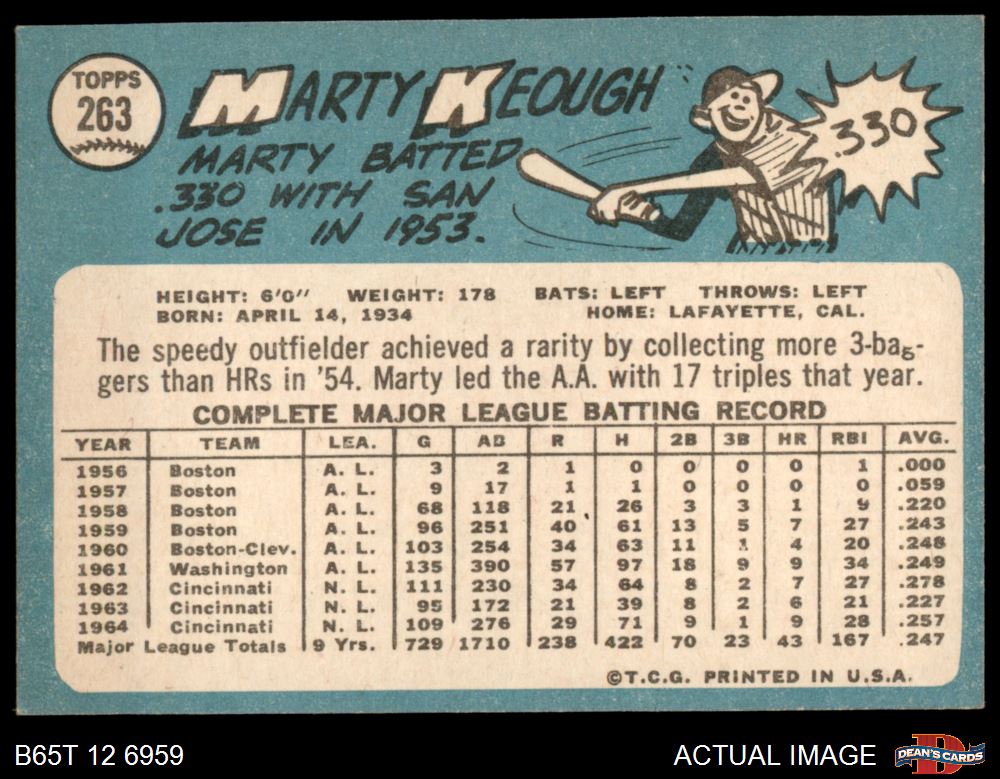 TOPPS
263
MARTY KEOUGH
MARTY BATTED
.330 WITH SAN
JOSE IN 1953.
.330
HEIGHT: 6'0" WEIGHT: 178 BATS: LEFT THROWS: LEFT
BORN: APRIL 14, 1934 HOME: LAFAYETTE, CAL.
The speedy outfielder achieved a rarity by collecting more 3-bag-
gers than HRs in '54. Marty led the A.A. with 17 triples that year.
COMPLETE MAJOR LEAGUE BATTING RECORD
YEAR TEAM LEA. G AB R H 2B 3B HR RBI AVG.
1956 Boston A. L. 3 2 1 0 0 0 0 1 .000
1957 Boston A. L. 9 17 1 1 0 0 0 0 .059
1958 Boston A. L. 68 118 21 26 3 3 1 9 .220
1959 Boston A. L. 96 251 40 61 13 5 7 27 .243
1960 Boston-Clev. A. L. 103 254 34 63 11 1 4 20 .248
1961 Washington A. L. 135 390 57 97 18 9 9 34 .249
1962 Cincinnati N. L. 111 230 34 64 8 2 7 27 .278
1963 Cincinnati N. L. 95 172 21 39 8 2 6 21 .227
1964 Cincinnati N. L. 109 276 29 71 9 1 9 28 .257
Major League Totals 9 Yrs. 729 1710 238 422 70 23 43 167 .247
©T.C.G. PRINTED IN U.S.A.
B65T 12 6959 ACTUAL IMAGE
D
DEAN'S CARDS